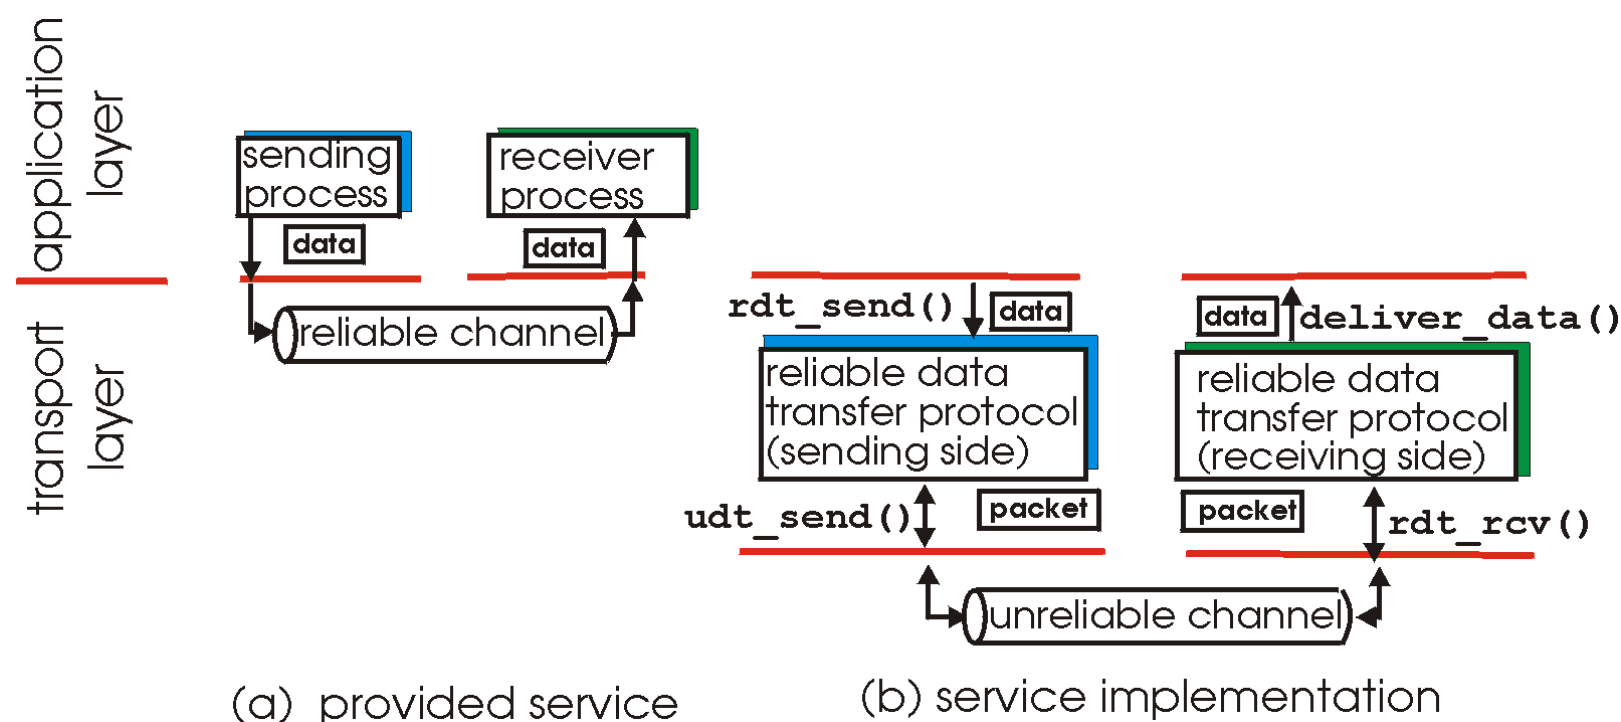 application
layer
transport
layer
sending
process
receiver
process
data
data
reliable channel
(a) provided service
rdt_send()
data
data
deliver_data()
reliable data
transfer protocol
(sending side)
reliable data
transfer protocol
(receiving side)
udt_send()
packet
packet
rdt_rcv()
unreliable channel
(b) service implementation